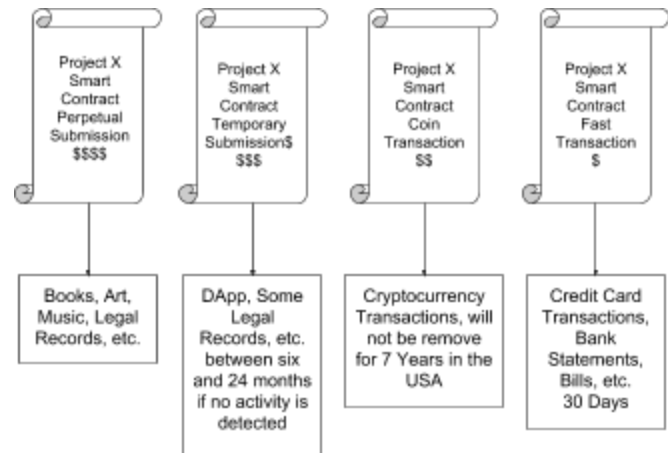 Project X
Smart
Contract
Perpetual
Submission
$$$$
Project X
Smart
Contract
Temporary
Submission$
$$$
Project X
Smart
Contract
Coin
Transaction
$$
Project X
Smart
Contract
Fast
Transaction
$
Books, Art,
Music, Legal
Records, etc.
DApp, Some
Legal
Records, etc.
between six
and 24 months
if no activity is
detected
Cryptocurrency
Transactions, will
not be remove
for 7 Years in the
USA
Credit Card
Transactions,
Bank
Statements,
Bills, etc.
30 Days